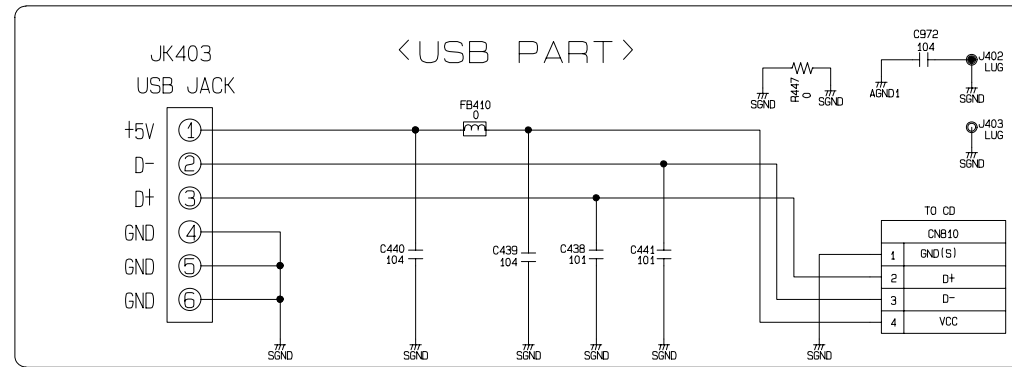 <USB PART>
JK403
USB JACK
+5V
1
D-
2
D+
3
GND
4
GND
5
GND
6
FB410
0
C440
104
C439
104
C438
101
C441
101
SGND
SGND
SGND
SGND
SGND
SGND
R447
0
SGND
SGND
C972
104
AGND1
J402
LUG
SGND
J403
LUG
SGND
TO CD
CN810
1 GND(S)
2 D+
3 D-
4 VCC